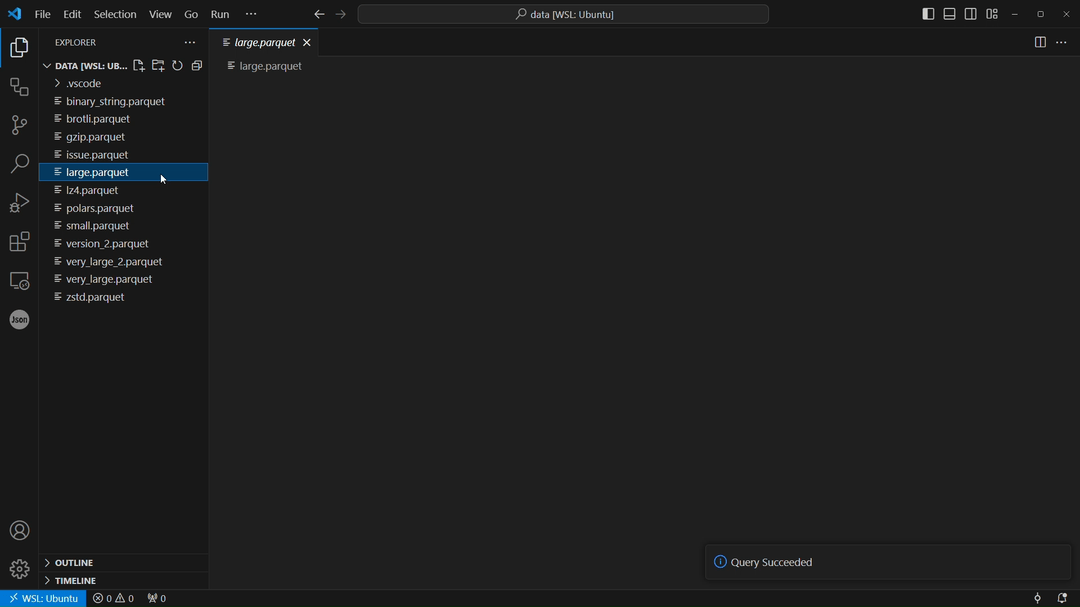 File Edit Selection View Go Run ···
data [WSL: Ubuntu]
EXPLORER
large.parquet
DATA [WSL: UB...
large.parquet
.vscode
binary_string.parquet
brotli.parquet
gzip.parquet
issue.parquet
large.parquet
lz4.parquet
polars.parquet
small.parquet
version_2.parquet
very_large_2.parquet
very_large.parquet
zstd.parquet
Json
Query Succeeded
OUTLINE
TIMELINE
WSL: Ubuntu 0 0 0